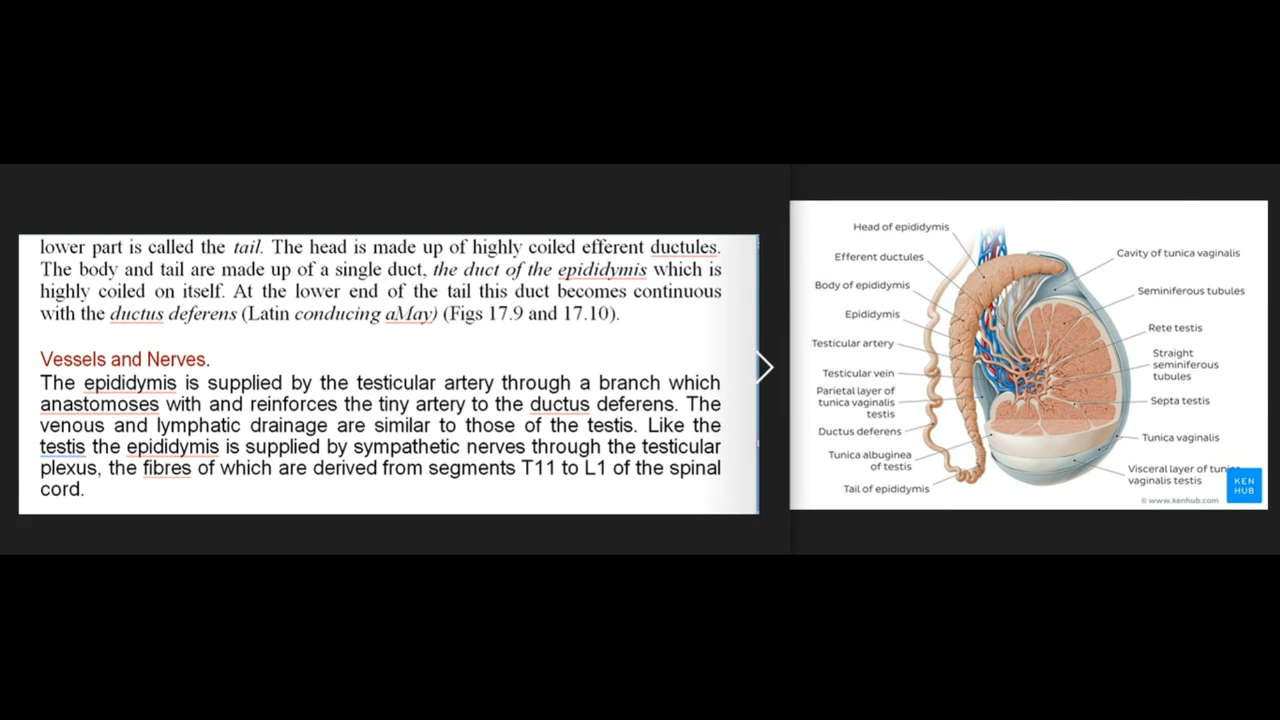 lower part is called the tail. The head is made up of highly coiled efferent ductules.
The body and tail are made up of a single duct, the duct of the epididymis which is
highly coiled on itself. At the lower end of the tail this duct becomes continuous
with the ductus deferens (Latin conducing aMay) (Figs 17.9 and 17.10).
Vessels and Nerves.
The epididymis is supplied by the testicular artery through a branch which
anastomoses with and reinforces the tiny artery to the ductus deferens. The
venous and lymphatic drainage are similar to those of the testis. Like the
testis the epididymis is supplied by sympathetic nerves through the testicular
plexus, the fibres of which are derived from segments T11 to L1 of the spinal
cord.
Head of epididymis
Efferent ductules
Body of epididymis
Epididymis
Testicular artery
Testicular vein
Parietal layer of
tunica vaginalis
testis
Ductus deferens
Tunica albuginea
of testis
Tail of epididymis
Cavity of tunica vaginalis
Seminiferous tubules
Rete testis
Straight
seminiferous
tubules
Septa testis
Tunica vaginalis
Visceral layer of tunica
vaginalis testis
© www.kenhub.com
KEN
HUB